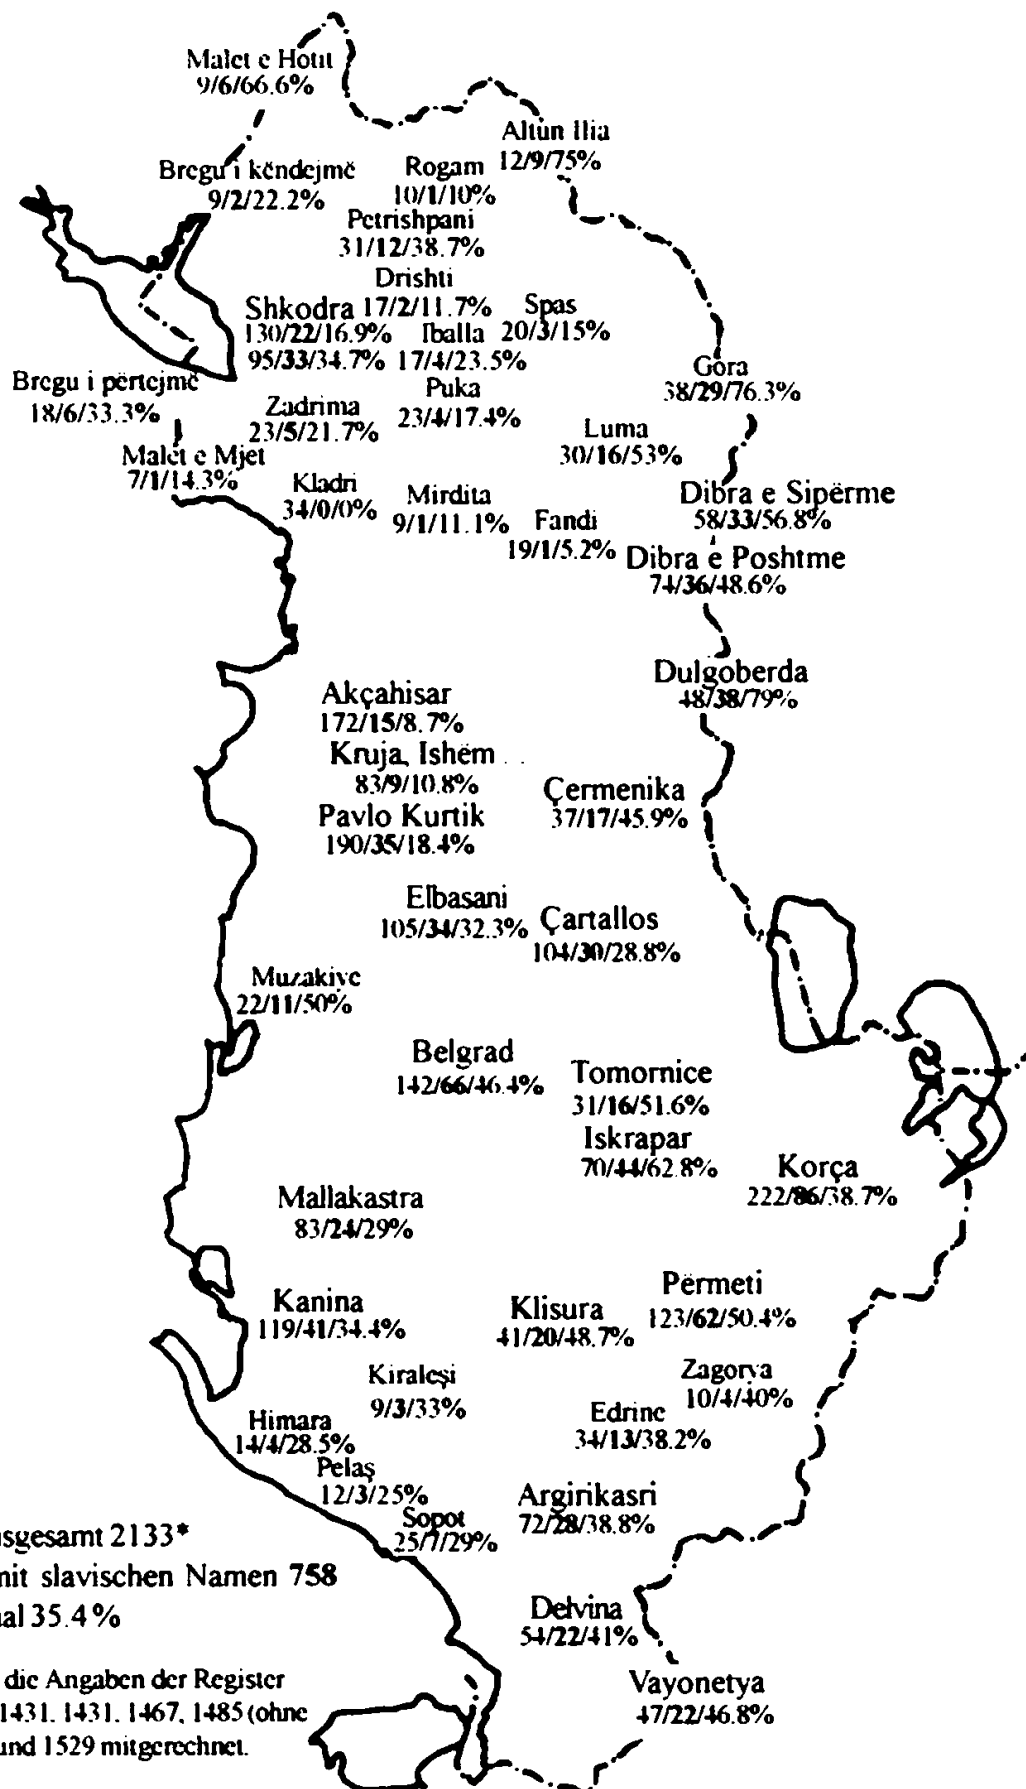 Malet e Hotit
9/6/66.6%
Altun Ilia
12/9/75%
Bregu i këndejmë
9/2/22.2%
Rogam
10/1/10%
Petrishpani
31/12/38.7%
Drishti
17/2/11.7%
Shkodra
130/22/16.9%
95/33/34.7%
Iballa
17/4/23.5%
Spas
20/3/15%
Gora
38/29/76.3%
Bregu i përtejmë
18/6/33.3%
Puka
23/4/17.4%
Zadrima
23/5/21.7%
Luma
30/16/53%
Malet e Mjet
7/1/14.3%
Kladri
34/0/0%
Mirdita
9/1/11.1%
Fandi
19/1/5.2%
Dibra e Sipërme
58/33/56.8%
Dibra e Poshtme
74/36/48.6%
Dulgoberda
48/38/79%
Akçahisar
172/15/8.7%
Kruja, Ishëm
83/9/10.8%
Çermenika
37/17/45.9%
Pavlo Kurtik
190/35/18.4%
Elbasani
105/34/32.3%
Çartallos
104/30/28.8%
Muzakiye
22/11/50%
Belgrad
142/66/46.4%
Tomornice
31/16/51.6%
Iskrapar
70/44/62.8%
Korça
222/86/38.7%
Mallakastra
83/24/29%
Përmeti
123/62/50.4%
Kanina
119/41/34.4%
Klisura
41/20/48.7%
Zagorya
10/4/40%
Kiraleşi
9/3/33%
Edrine
34/13/38.2%
Himara
14/4/28.5%
Pelaş
12/3/25%
Argirikasri
72/28/38.8%
Sopot
25/7/29%
nsgesamt 2133*
mit slavischen Namen 758
al 35.4 %
Delvina
54/22/41%
Vayonetya
47/22/46.8%
die Angaben der Register
1431. 1431. 1467, 1485 (ohne
und 1529 mitgerechnet.